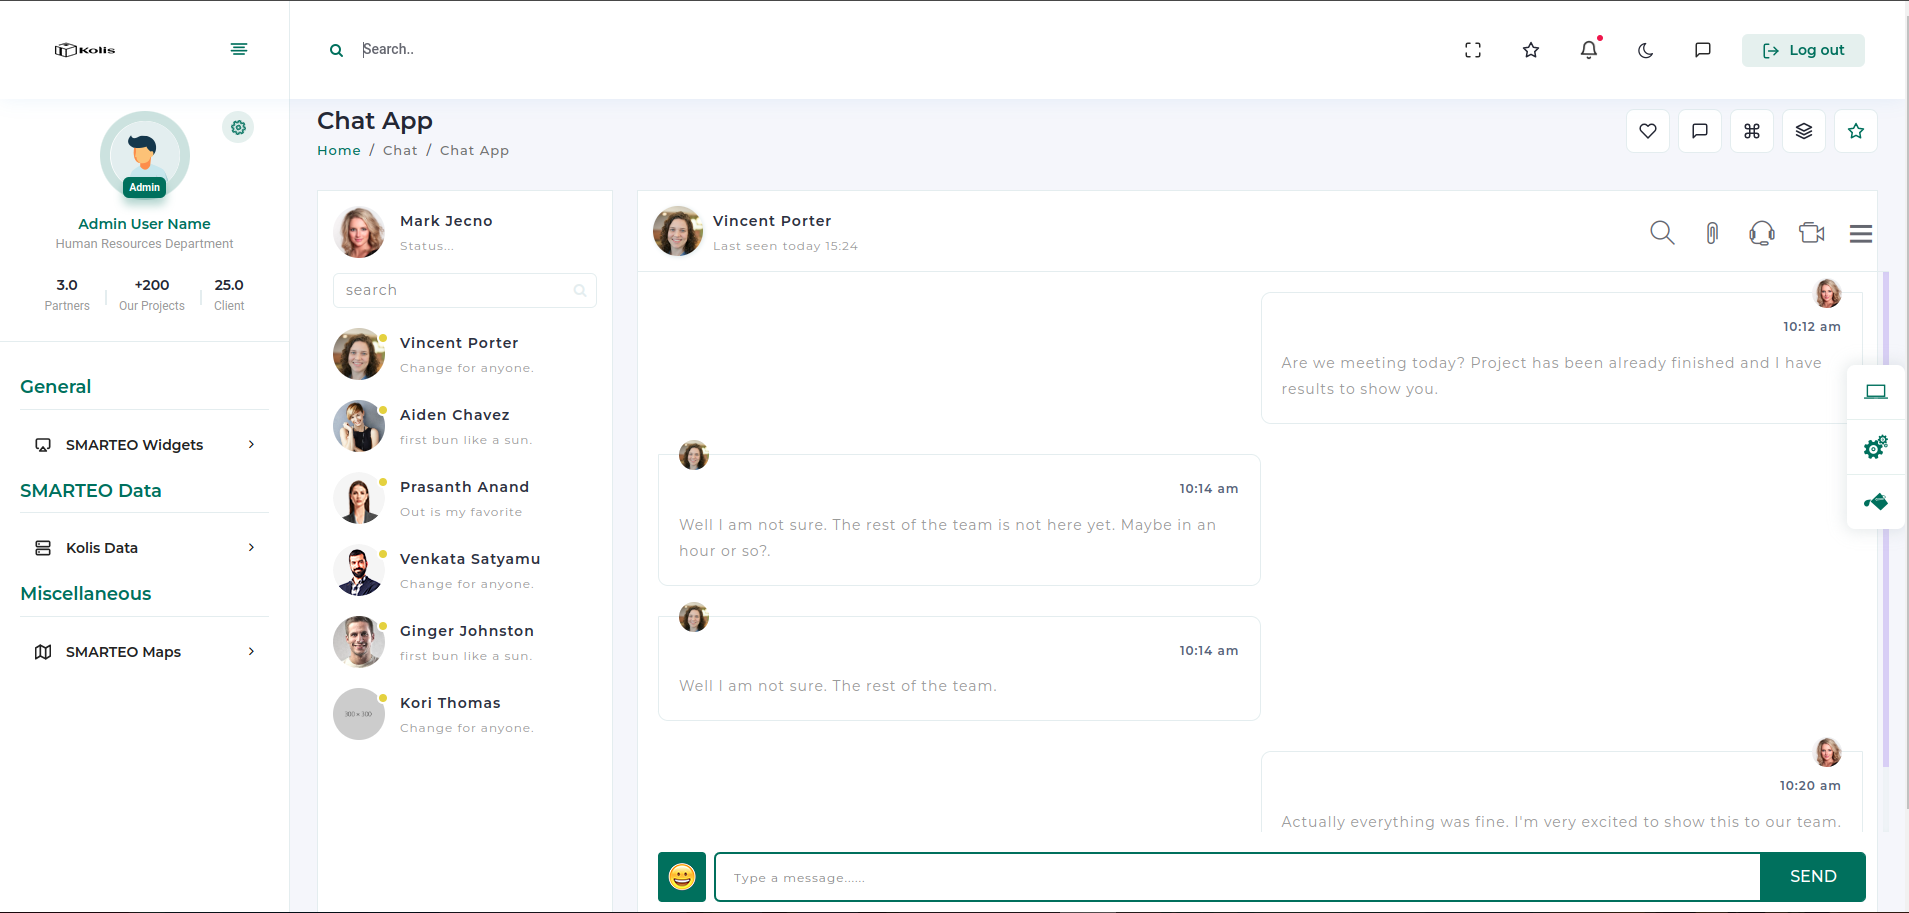 Kolis
Search..
Log out
Admin
Admin User Name
Human Resources Department
3.0
Partners
+200
Our Projects
25.0
Client
General
SMARTEO Widgets
SMARTEO Data
Kolis Data
Miscellaneous
SMARTEO Maps
Chat App
Home / Chat / Chat App
Mark Jecno
Status...
search
Vincent Porter
Change for anyone.
Aiden Chavez
first bun like a sun.
Prasanth Anand
Out is my favorite
Venkata Satyamu
Change for anyone.
Ginger Johnston
first bun like a sun.
300 × 300
Kori Thomas
Change for anyone.
Vincent Porter
Last seen today 15:24
10:12 am
Are we meeting today? Project has been already finished and I have
results to show you.
10:14 am
Well I am not sure. The rest of the team is not here yet. Maybe in an
hour or so?.
10:14 am
Well I am not sure. The rest of the team.
10:20 am
Actually everything was fine. I'm very excited to show this to our team.
Type a message......
SEND